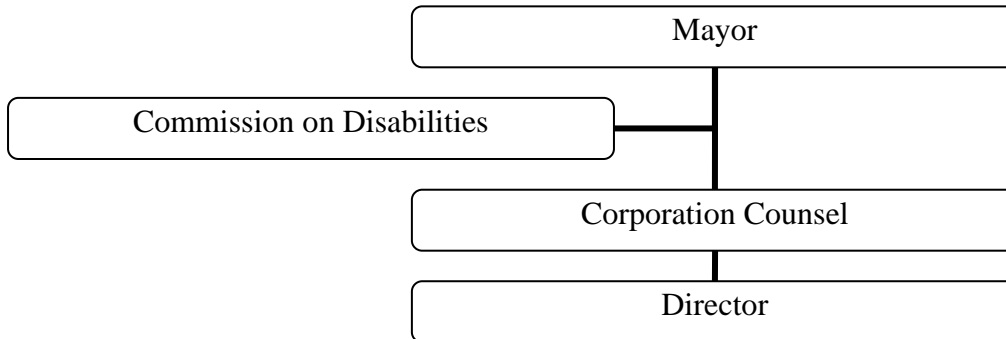 Mayor
Commission on Disabilities
Corporation Counsel
Director